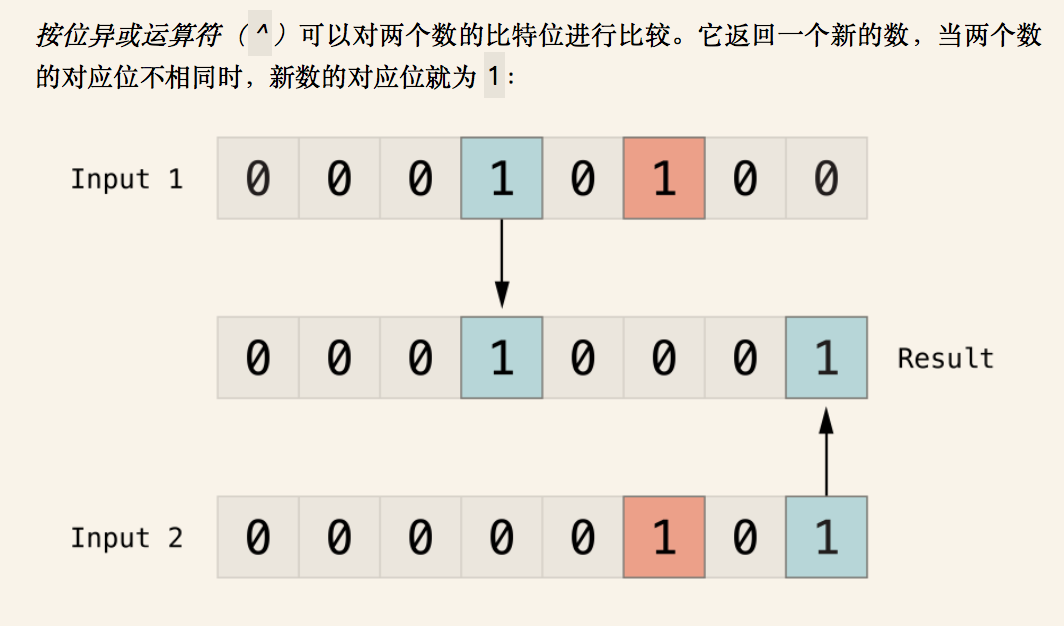 按位异或运算符（^）可以对两个数的比特位进行比较。它返回一个新的数，当两个数
的对应位不相同时，新数的对应位就为 1：
Input 1 0 0 0 1 0 1 0 0
0 0 0 1 0 0 0 1 Result
Input 2 0 0 0 0 0 1 0 1